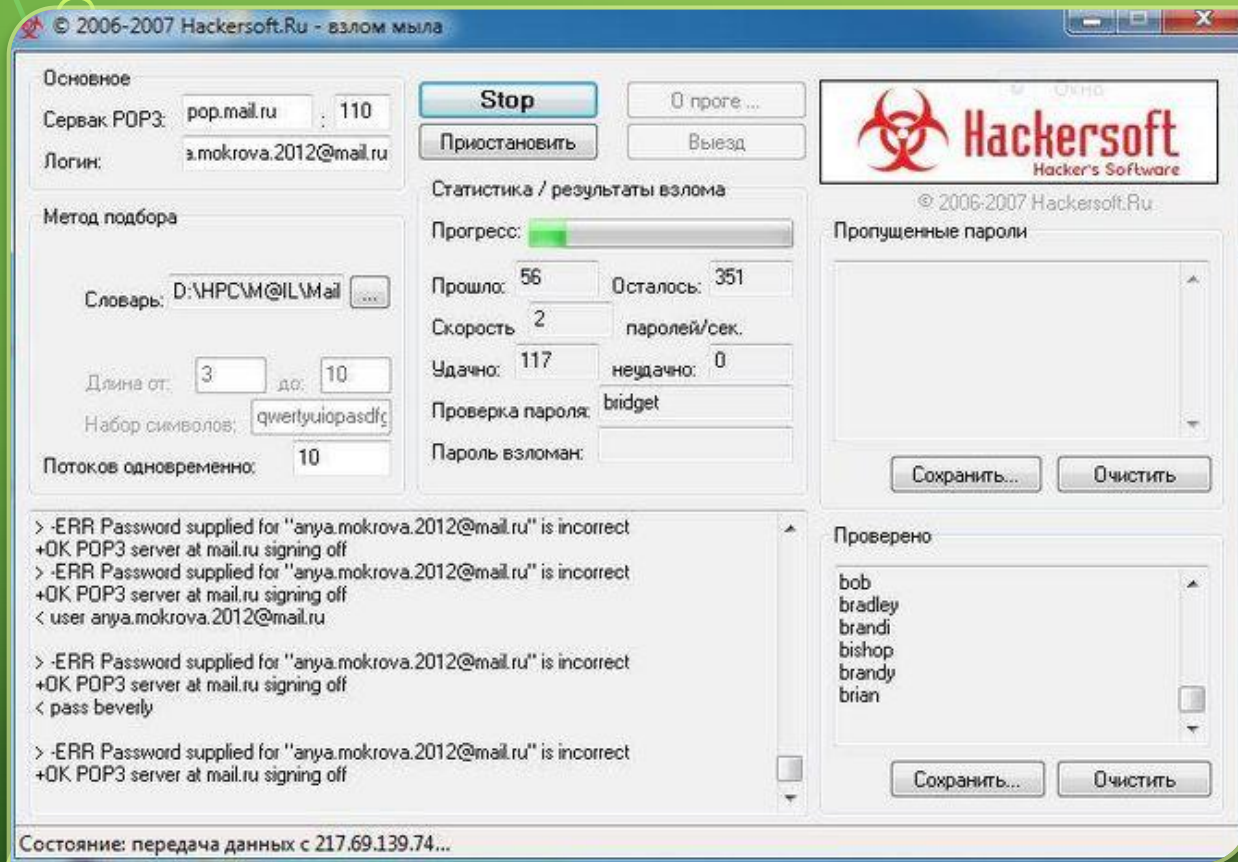 © 2006-2007 Hackersoft.Ru - взлом мыла
Основное
Сервак POP3: pop.mail.ru : 110
Логин: a.mokrova.2012@mail.ru
Метод подбора
Словарь: D:\HPC\M@IL\Mail ...
Длина от: 3 до: 10
Набор символов: qwertyuiopasdfg
Потоков одновременно: 10
Stop
О проге ...
Приостановить
Выезд
Статистика / результаты взлома
Прогресс:
Прошло: 56 Осталось: 351
Скорость 2 паролей/сек.
Удачно: 117 неудачно: 0
Проверка пароля: bridget
Пароль взломан:
Окно
Hackersoft
Hacker's Software
© 2006-2007 Hackersoft.Ru
Пропущенные пароли
Сохранить...
Очистить
> -ERR Password supplied for "anya.mokrova.2012@mail.ru" is incorrect
+OK POP3 server at mail.ru signing off
> -ERR Password supplied for "anya.mokrova.2012@mail.ru" is incorrect
+OK POP3 server at mail.ru signing off
< user anya.mokrova.2012@mail.ru
> -ERR Password supplied for "anya.mokrova.2012@mail.ru" is incorrect
+OK POP3 server at mail.ru signing off
< pass beverly
> -ERR Password supplied for "anya.mokrova.2012@mail.ru" is incorrect
+OK POP3 server at mail.ru signing off
Проверено
bob
bradley
brandi
bishop
brandy
brian
Сохранить...
Очистить
Состояние: передача данных с 217.69.139.74...